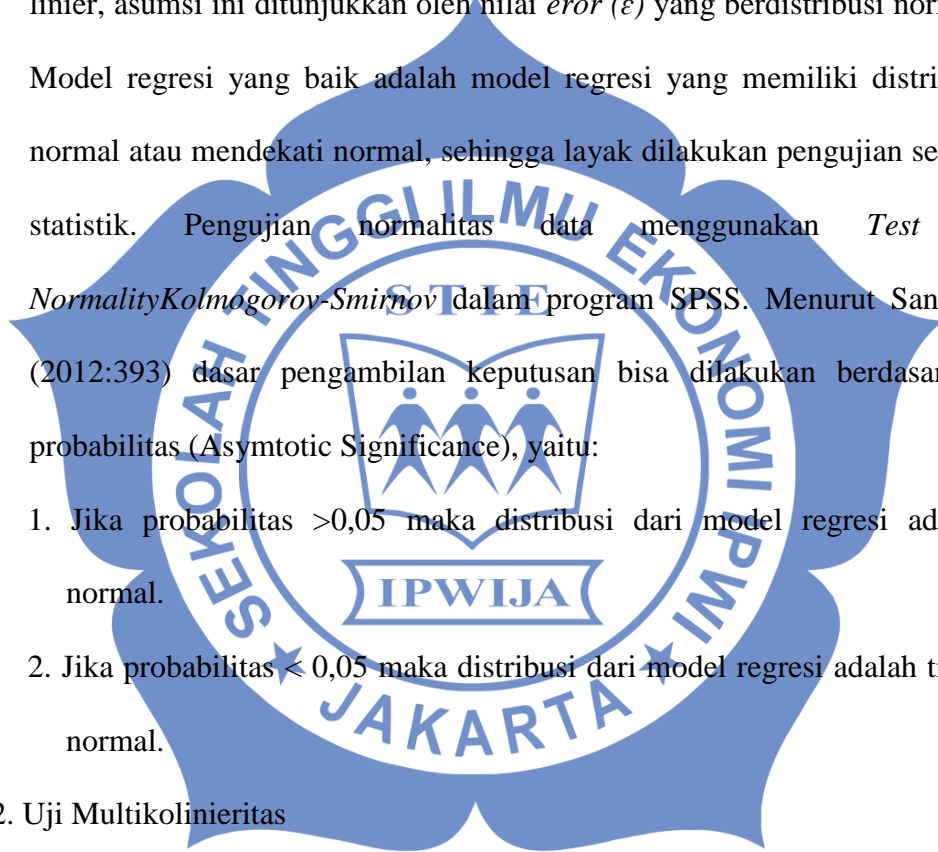 linier, asumsi ini ditunjukkan oleh nilai eror (ε) yang berdistribusi nor
Model regresi yang baik adalah model regresi yang memiliki distri
normal atau mendekati normal, sehingga layak dilakukan pengujian se
statistik. Pengujian normalitas data menggunakan Test
NormalityKolmogorov-Smirnov dalam program SPSS. Menurut San
(2012:393) dasar pengambilan keputusan bisa dilakukan berdasar
probabilitas (Asymtotic Significance), yaitu:
1. Jika probabilitas >0,05 maka distribusi dari model regresi ad
normal.
2. Jika probabilitas < 0,05 maka distribusi dari model regresi adalah ti
normal.
2. Uji Multikolinieritas
SEKOLAH TINGGI ILMU EKONOMI IPWI
STIE
IPWIJA
JAKARTA